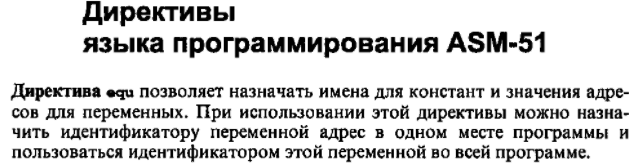 Директивы
языка программирования ASM-51
Директива equ позволяет назначать имена для констант и значения адре-
сов для переменных. При использовании этой директивы можно назна-
чить идентификатору переменной адрес в одном месте программы и
пользоваться идентификатором этой переменной во всей программе.